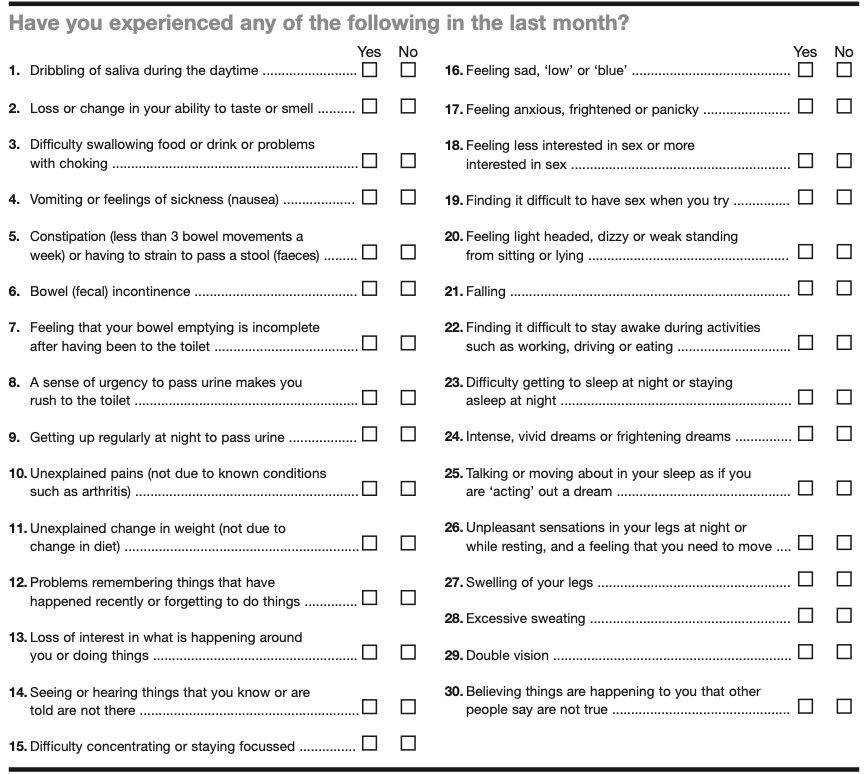 Have you experienced any of the following in the last month?
Yes No
1. Dribbling of saliva during the daytime ........................
2. Loss or change in your ability to taste or smell ..........
3. Difficulty swallowing food or drink or problems
with choking ................................................................
4. Vomiting or feelings of sickness (nausea) ...................
5. Constipation (less than 3 bowel movements a
week) or having to strain to pass a stool (faeces) .........
6. Bowel (fecal) incontinence ..........................................
7. Feeling that your bowel emptying is incomplete
after having been to the toilet .....................................
8. A sense of urgency to pass urine makes you
rush to the toilet ..........................................................
9. Getting up regularly at night to pass urine ..................
10. Unexplained pains (not due to known conditions
such as arthritis) ..........................................................
11. Unexplained change in weight (not due to
change in diet) .............................................................
12. Problems remembering things that have
happened recently or forgetting to do things ..............
13. Loss of interest in what is happening around
you or doing things .....................................................
14. Seeing or hearing things that you know or are
told are not there .........................................................
15. Difficulty concentrating or staying focussed ...............
Yes No
16. Feeling sad, ‘low’ or ‘blue’ .........................................
17. Feeling anxious, frightened or panicky .......................
18. Feeling less interested in sex or more
interested in sex .........................................................
19. Finding it difficult to have sex when you try ...............
20. Feeling light headed, dizzy or weak standing
from sitting or lying ....................................................
21. Falling .........................................................................
22. Finding it difficult to stay awake during activities
such as working, driving or eating .............................
23. Difficulty getting to sleep at night or staying
asleep at night ............................................................
24. Intense, vivid dreams or frightening dreams ..............
25. Talking or moving about in your sleep as if you
are ‘acting’ out a dream .............................................
26. Unpleasant sensations in your legs at night or
while resting, and a feeling that you need to move ....
27. Swelling of your legs ..................................................
28. Excessive sweating ....................................................
29. Double vision ..............................................................
30. Believing things are happening to you that other
people say are not true ..............................................